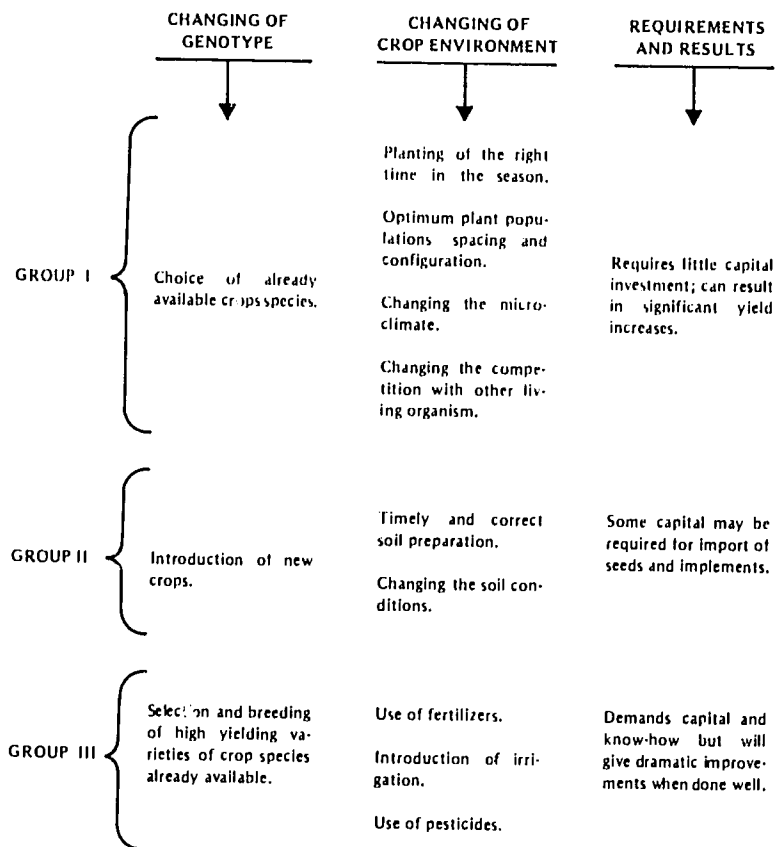 CHANGING OF
GENOTYPE
CHANGING OF
CROP ENVIRONMENT
REQUIREMENTS
AND RESULTS
GROUP I
Choice of already
available crops species.
Planting of the right
time in the season.
Optimum plant popu-
lations spacing and
configuration.
Changing the micro-
climate.
Changing the compe-
tition with other liv-
ing organism.
Requires little capital
investment; can result
in significant yield
increases.
GROUP II
Introduction of new
crops.
Timely and correct
soil preparation.
Changing the soil con-
ditions.
Some capital may be
required for import of
seeds and implements.
GROUP III
Selection and breeding
of high yielding va-
rieties of crop species
already available.
Use of fertilizers.
Introduction of irri-
gation.
Use of pesticides.
Demands capital and
know-how but will
give dramatic improve-
ments when done well.